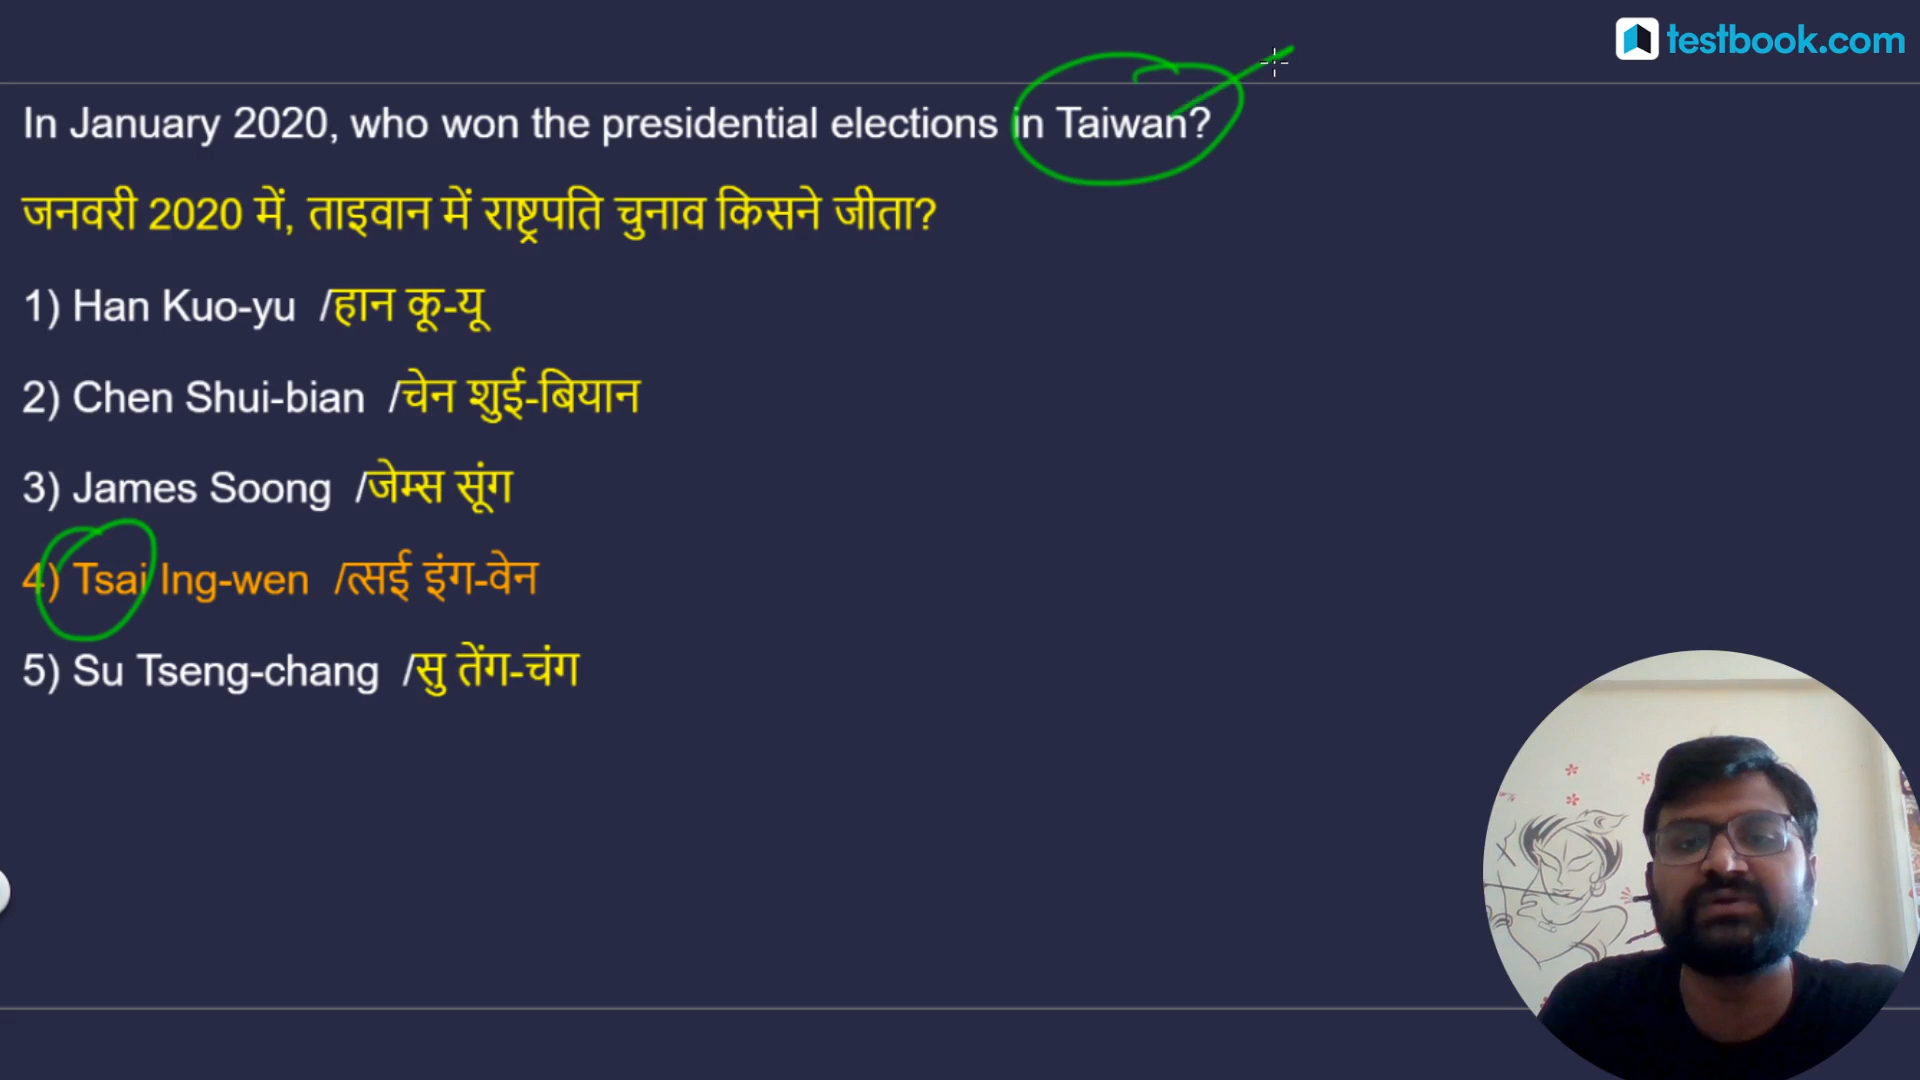 testbook.com
In January 2020, who won the presidential elections in Taiwan?
जनवरी 2020 में, ताइवान में राष्ट्रपति चुनाव किसने जीता?
1) Han Kuo-yu /हान कू-यू
2) Chen Shui-bian /चेन शुई-बियान
3) James Soong /जेम्स सूंग
4) Tsai Ing-wen /त्सई इंग-वेन
5) Su Tseng-chang /सु तेंग-चंग